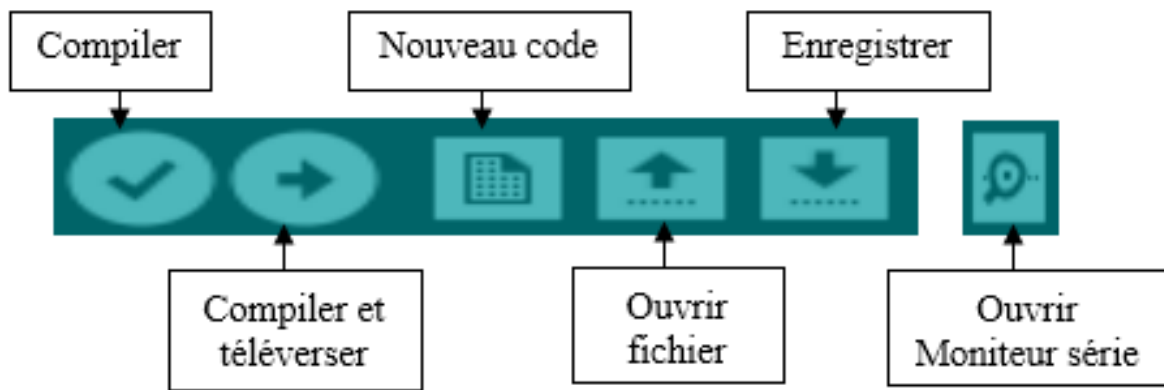 Compiler
Nouveau code
Enregistrer
Compiler et
téléverser
Ouvrir
fichier
Ouvrir
Moniteur série